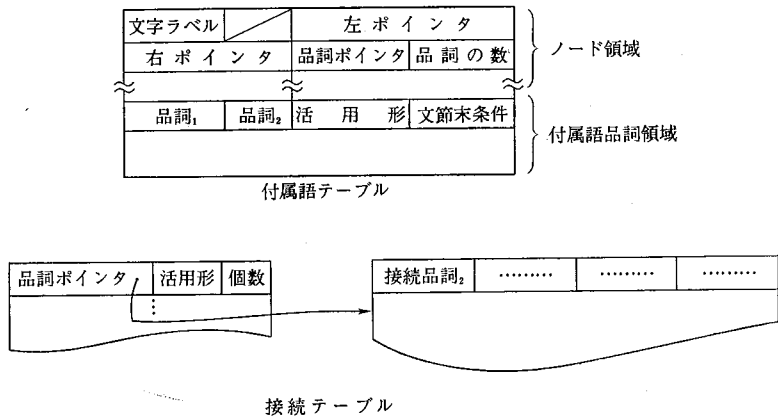 文字ラベル 左ポインタ
右ポインタ 品詞ポインタ 品詞の数 ノード領域
品詞₁ 品詞₂ 活用形 文節末条件 付属語品詞領域
付属語テーブル
品詞ポインタ 活用形 個数 接続品詞₂ ……… ……… ………
接続テーブル